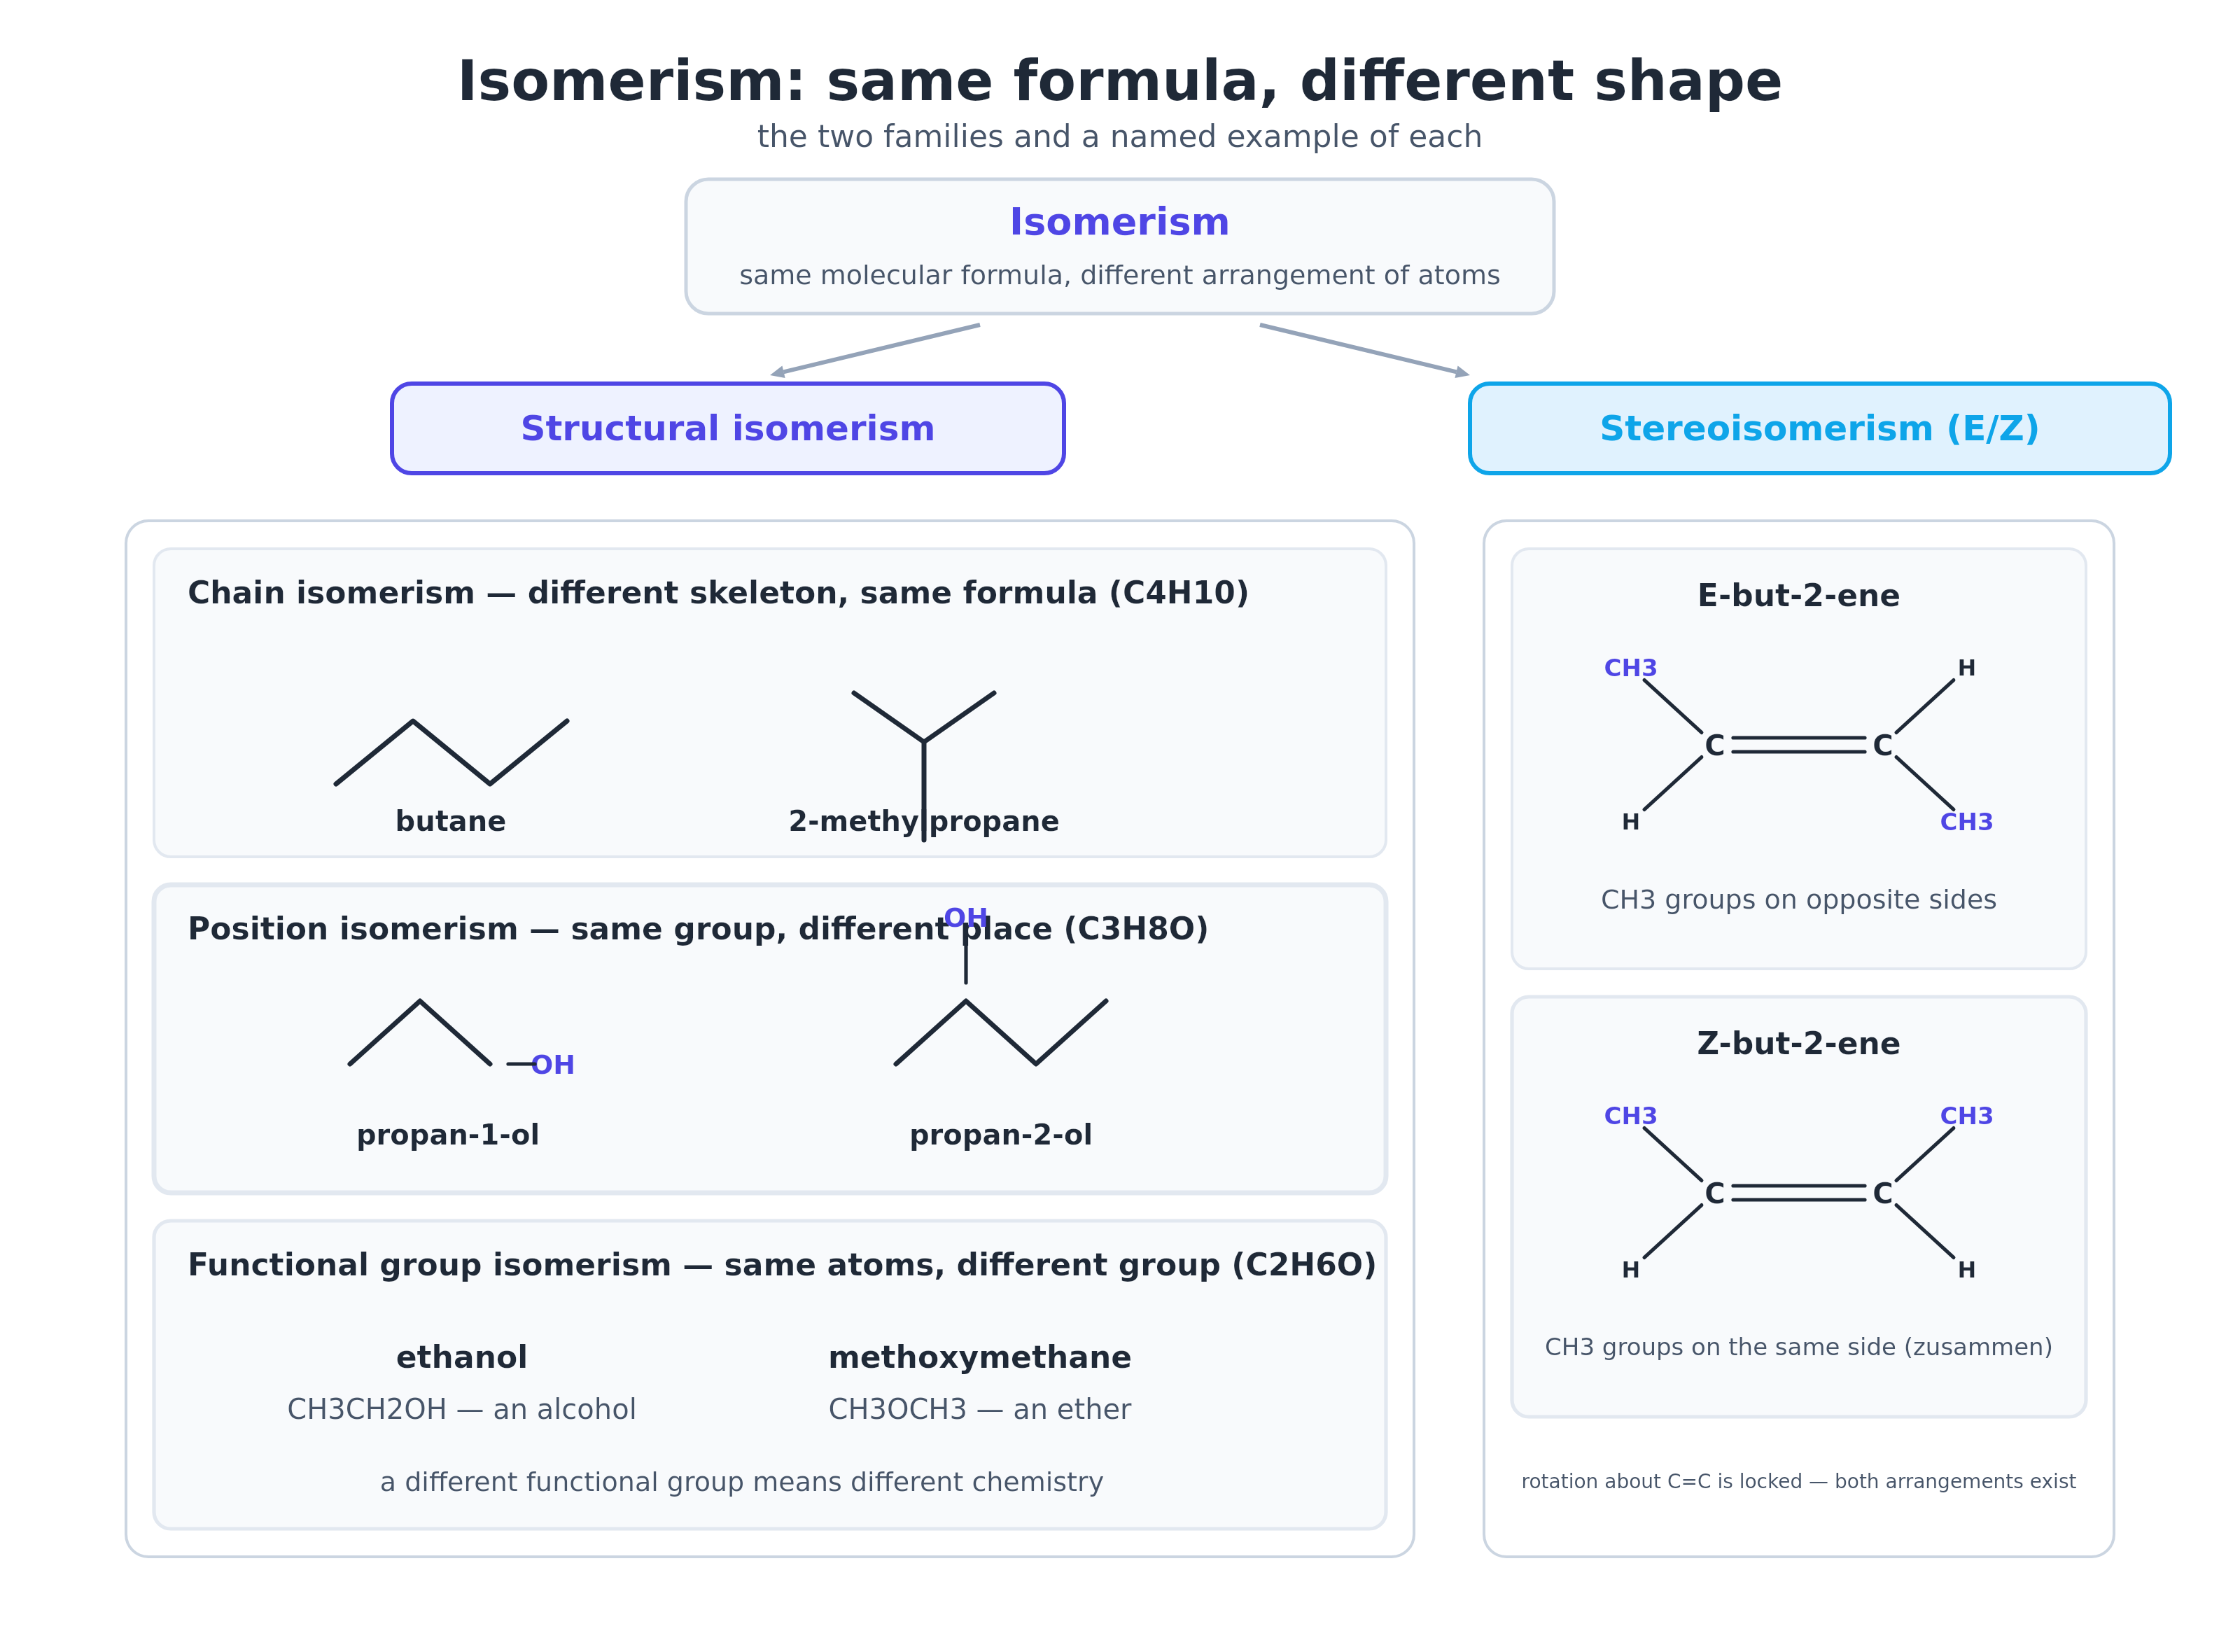 Isomerism: same formula, different shape
the two families and a named example of each
Isomerism
same molecular formula, different arrangement of atoms
Structural isomerism
Stereoisomerism (E/Z)
Chain isomerism — different skeleton, same formula (C4H10)
butane
2-methylpropane
Position isomerism — same group, different place (C3H8O)
OH
OH
propan-1-ol
propan-2-ol
Functional group isomerism — same atoms, different group (C2H6O)
ethanol
methoxymethane
CH3CH2OH — an alcohol
CH3OCH3 — an ether
a different functional group means different chemistry
E-but-2-ene
CH3
H
C
C
H
CH3
CH3 groups on opposite sides
Z-but-2-ene
CH3
CH3
C
C
H
H
CH3 groups on the same side (zusammen)
rotation about C=C is locked — both arrangements exist